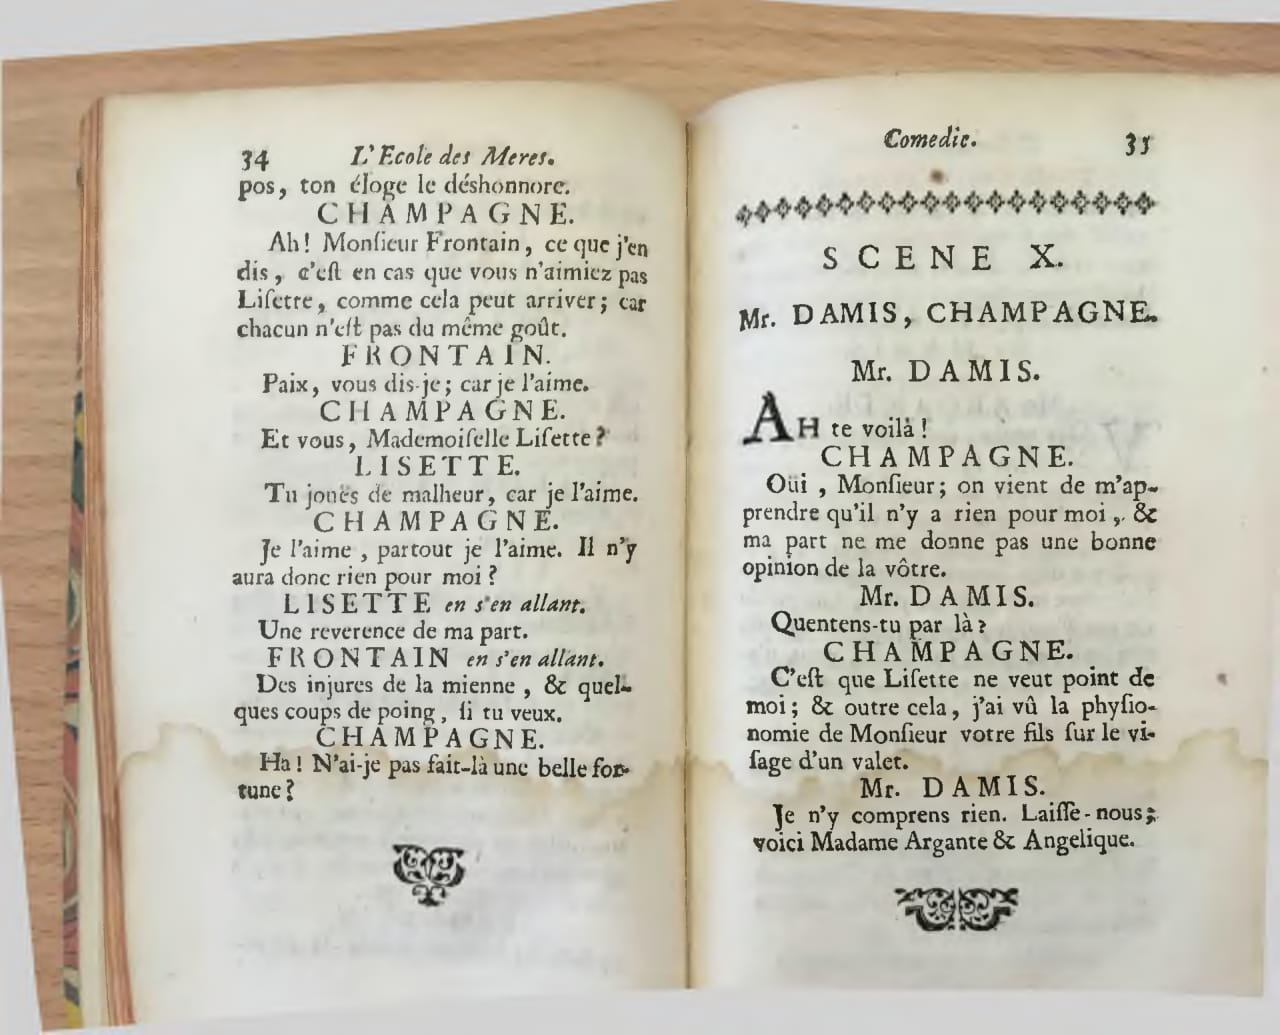 34 L'Ecole des Meres.
pos, ton éloge le déshonnore.
CHAMPAGNE.
Ah! Monſieur Frontain, ce que j'en
dis, c'eſt en cas que vous n'aimiez pas
Liſette, comme cela peut arriver; car
chacun n'eſt pas du même goût.
FRONTAIN.
Paix, vous dis-je; car je l'aime.
CHAMPAGNE.
Et vous, Mademoiſelle Liſette?
LISETTE.
Tu jouës de malheur, car je l'aime.
CHAMPAGNE.
Je l'aime, partout je l'aime. Il n'y
aura donc rien pour moi?
LISETTE en s'en allant.
Une reverence de ma part.
FRONTAIN en s'en allant.
Des injures de la mienne, & quel-
ques coups de poing, ſi tu veux.
CHAMPAGNE.
Ha! N'ai-je pas fait-là une belle for-
tune?
Comedie. 35
SCENE X.
Mr. DAMIS, CHAMPAGNE.
Mr. DAMIS.
AH te voilà!
CHAMPAGNE.
Oüi, Monſieur; on vient de m'ap-
prendre qu'il n'y a rien pour moi, &
ma part ne me donne pas une bonne
opinion de la vôtre.
Mr. DAMIS.
Quentens-tu par là?
CHAMPAGNE.
C'eſt que Liſette ne veut point de
moi; & outre cela, j'ai vû la phyſio-
nomie de Monſieur votre fils ſur le vi-
ſage d'un valet.
Mr. DAMIS.
Je n'y comprens rien. Laiſſe-nous;
voici Madame Argante & Angelique.